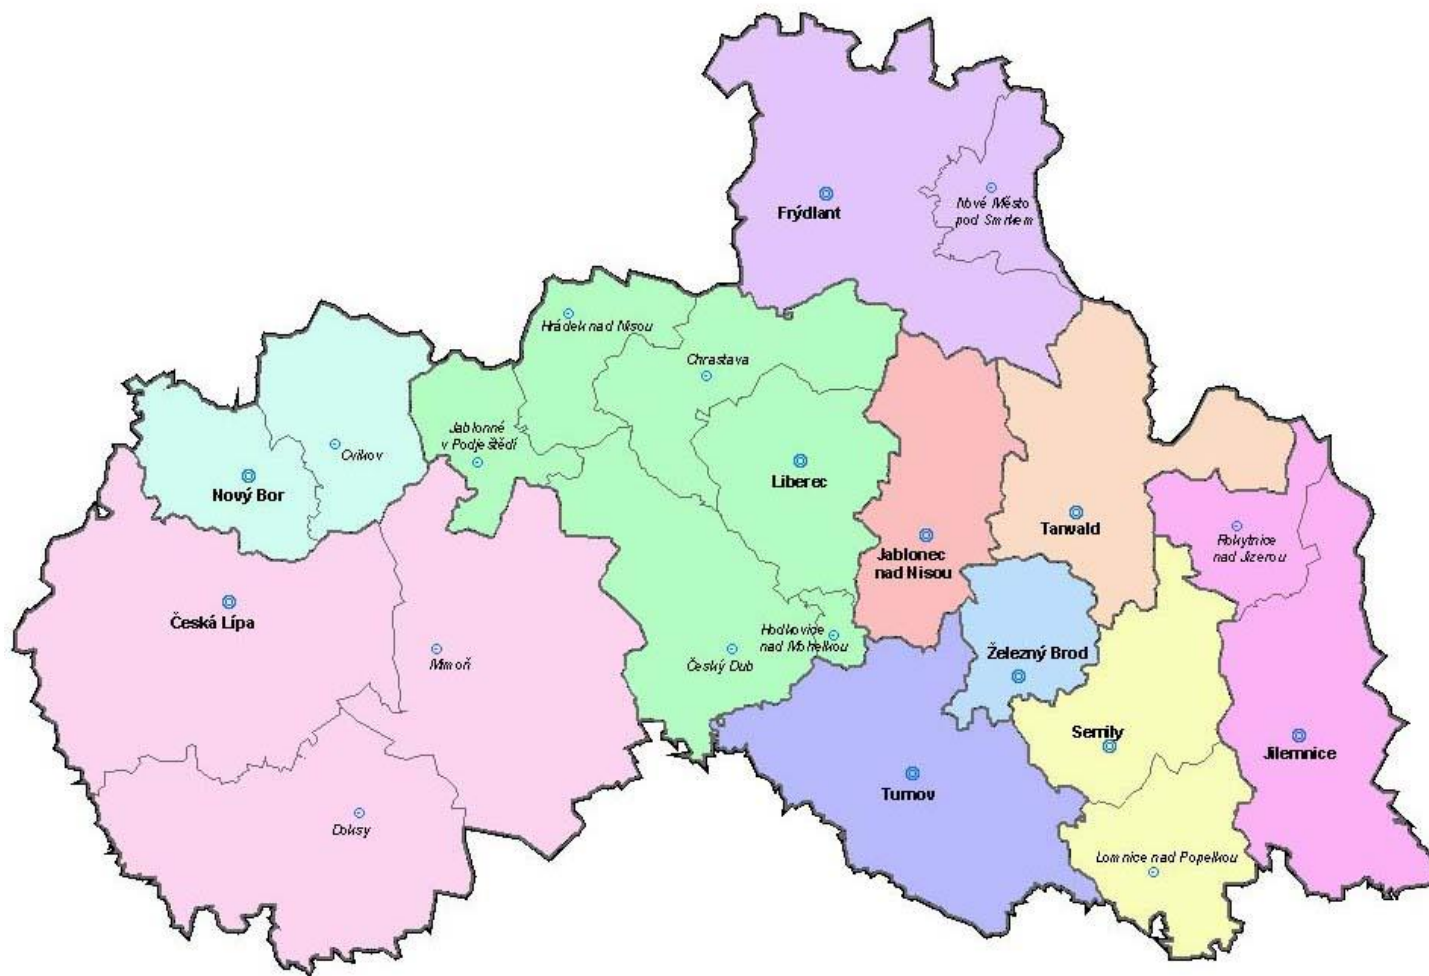 Frýdlant
Nové Město
pod Smrkem
Hrádek nad Nisou
Chrastava
Jablonné
v Podještědí
Cvikov
Nový Bor
Liberec
Tanvald
Rokytnice
nad Jizerou
Jablonec
nad Nisou
Česká Lípa
Mimoň
Český Dub
Hodkovice
nad Mohelkou
Železný Brod
Semily
Jilemnice
Turnov
Doksy
Lomnice nad Popelkou